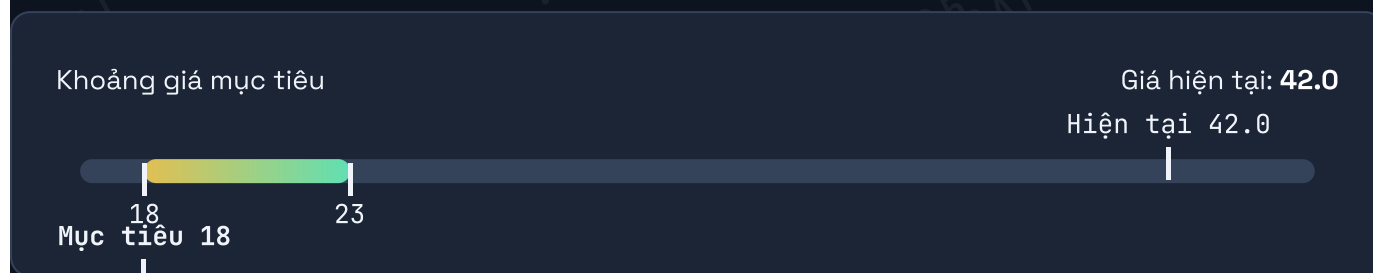 Khoảng giá mục tiêu
Giá hiện tại: 42.0
Hiện tại 42.0
18
23
Mục tiêu 18